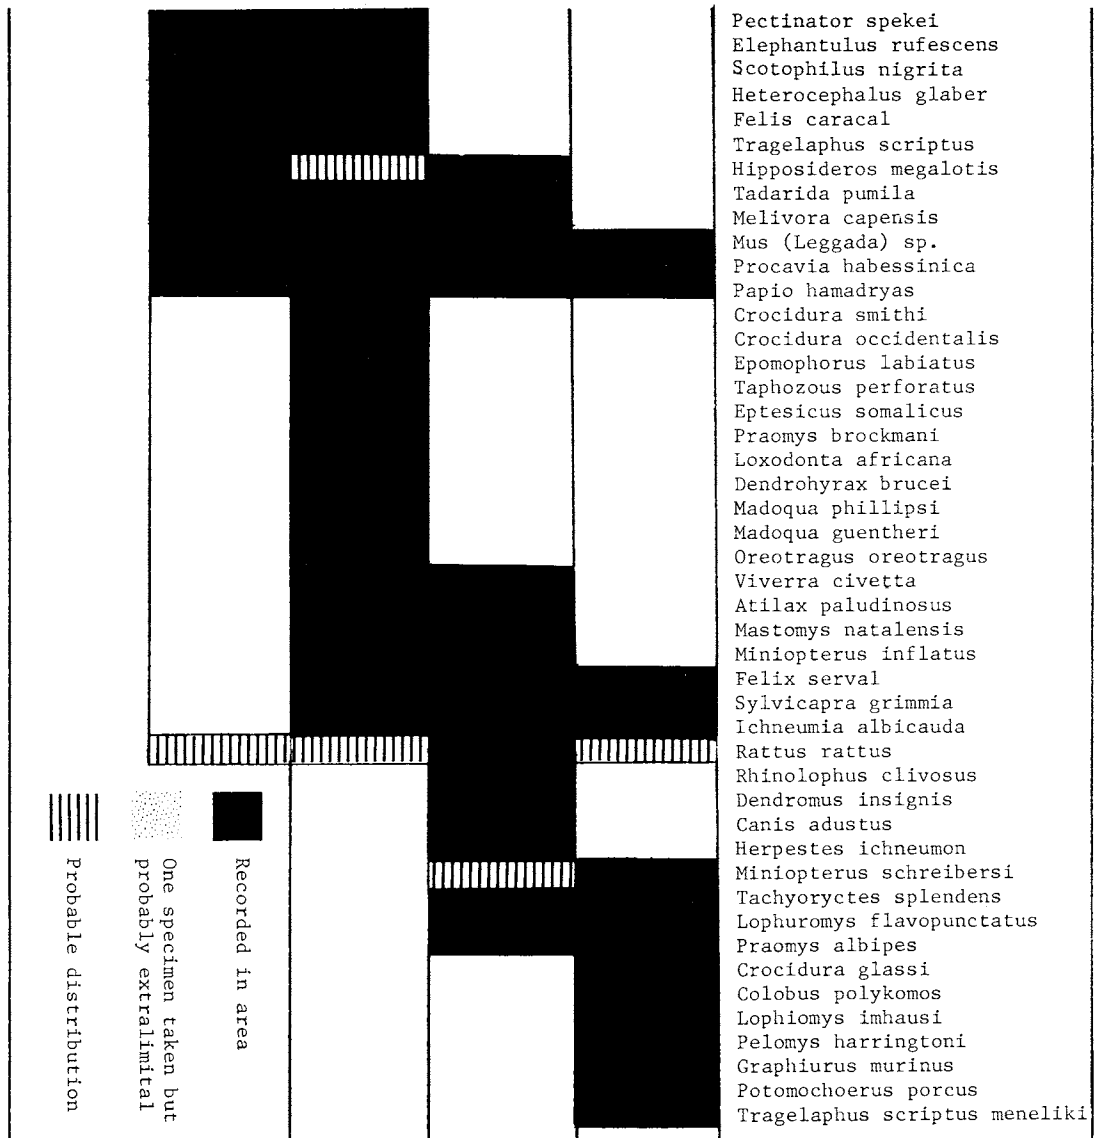 Pectinator spekei
Elephantulus rufescens
Scotophilus nigrita
Heterocephalus glaber
Felis caracal
Tragelaphus scriptus
Hipposideros megalotis
Tadarida pumila
Melivora capensis
Mus (Leggada) sp.
Procavia habessinica
Papio hamadryas
Crocidura smithi
Crocidura occidentalis
Epomophorus labiatus
Taphozous perforatus
Eptesicus somalicus
Praomys brockmani
Loxodonta africana
Dendrohyrax brucei
Madoqua phillipsi
Madoqua guentheri
Oreotragus oreotragus
Viverra civetta
Atilax paludinosus
Mastomys natalensis
Miniopterus inflatus
Felix serval
Sylvicapra grimmia
Ichneumia albicauda
Rattus rattus
Rhinolophus clivosus
Dendromus insignis
Canis adustus
Herpestes ichneumon
Miniopterus schreibersi
Tachyoryctes splendens
Lophuromys flavopunctatus
Praomys albipes
Crocidura glassi
Colobus polykomos
Lophiomys imhausi
Pelomys harringtoni
Graphiurus murinus
Potomochoerus porcus
Tragelaphus scriptus meneliki
Recorded in area
One specimen taken but
probably extralimital
Probable distribution